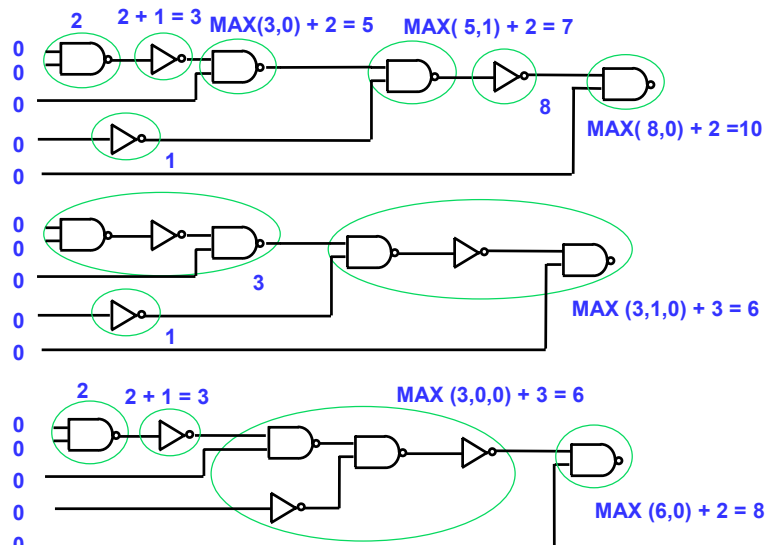 2
2 + 1 = 3
MAX(3,0) + 2 = 5
MAX( 5,1) + 2 = 7
0
0
0
8
0
MAX( 8,0) + 2 =10
1
0
0
0
0
3
0
MAX (3,1,0) + 3 = 6
1
0
2
2 + 1 = 3
MAX (3,0,0) + 3 = 6
0
0
0
0
MAX (6,0) + 2 = 8
0